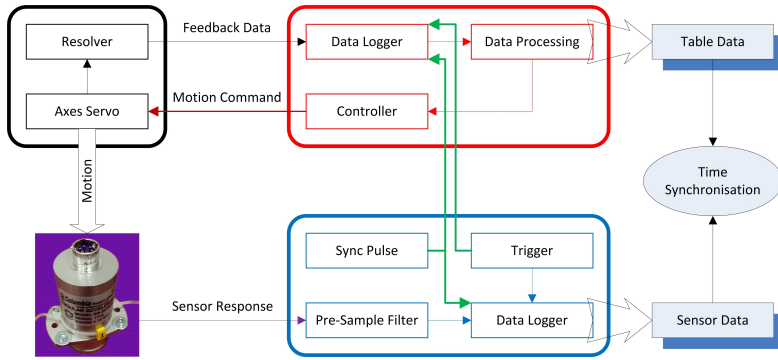 Resolver
Feedback Data
Data Logger
Data Processing
Table Data
Axes Servo
Motion Command
Controller
Motion
Time
Synchronisation
Sync Pulse
Trigger
Columbia
Sensor Response
Pre-Sample Filter
Data Logger
Sensor Data